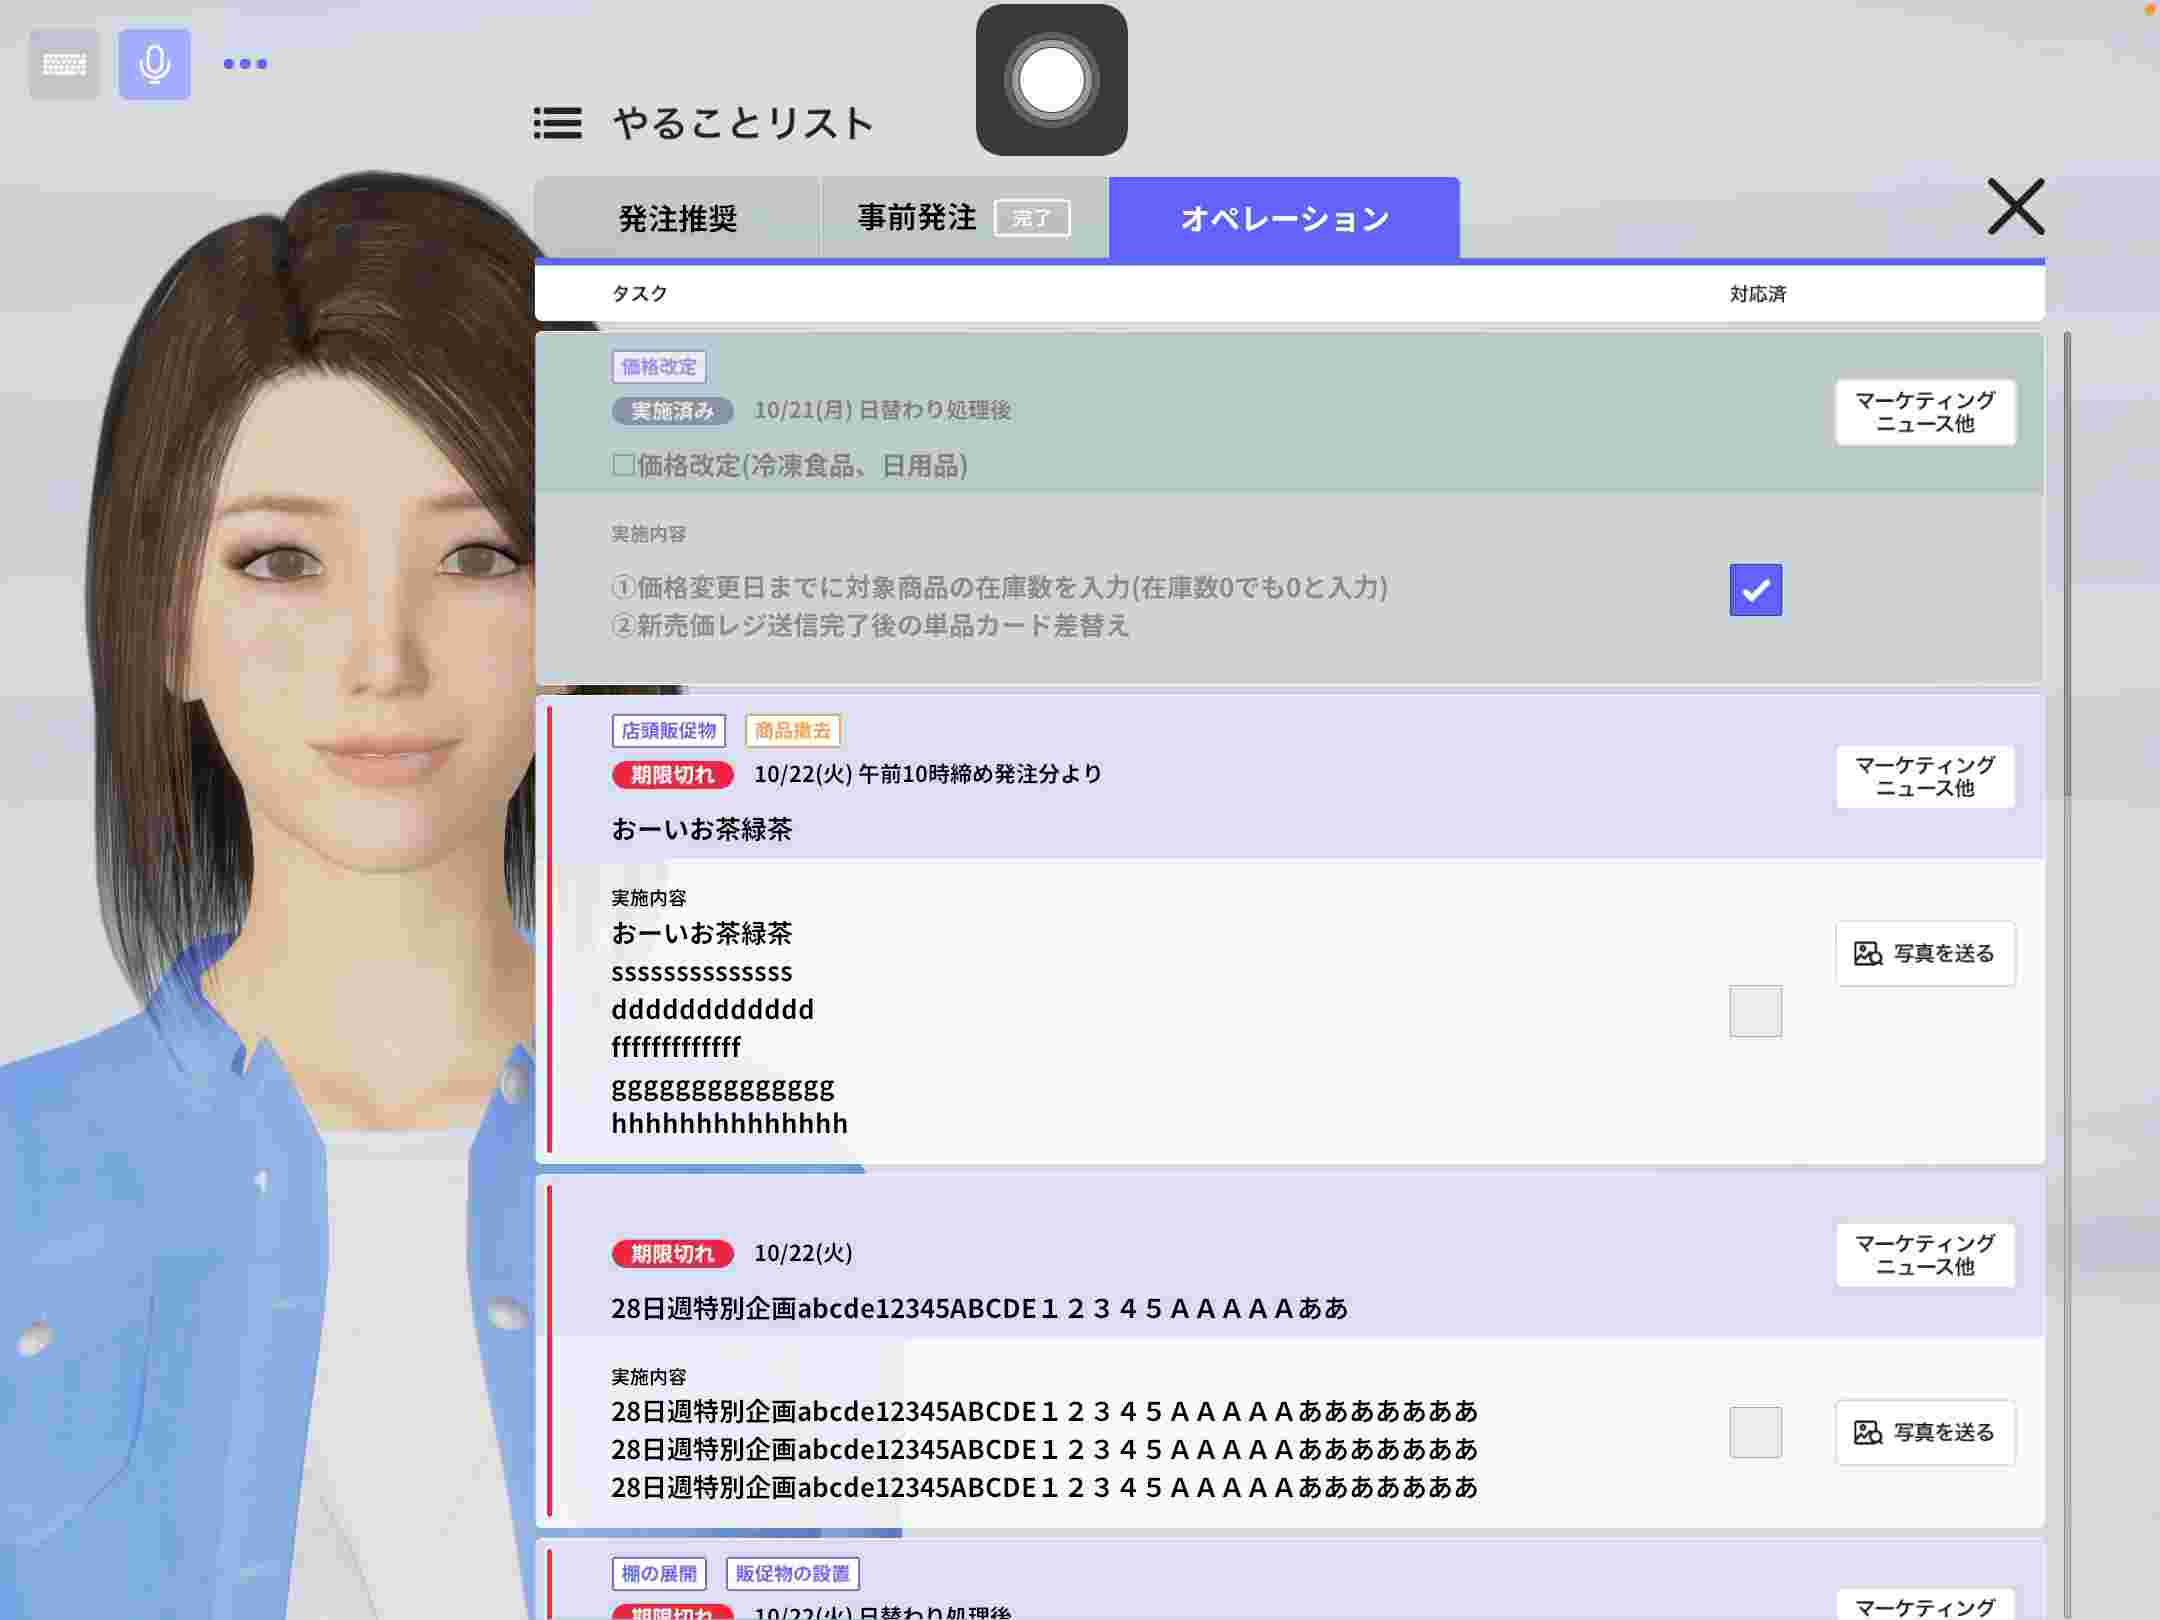 やることリスト
発注推奨
事前発注 完了
オペレーション
タスク
対応済
価格改定
実施済み 10/21(月) 日替わり処理後
□価格改定(冷凍食品、日用品)
マーケティング
ニュース他
実施内容
①価格変更日までに対象商品の在庫数を入力(在庫数0でも0と入力)
②新売価レジ送信完了後の単品カード差替え
店頭販促物 商品撤去
期限切れ 10/22(火) 午前10時締め発注分より
おーいお茶緑茶
マーケティング
ニュース他
実施内容
おーいお茶緑茶
ssssssssssssss
ddddddddddddd
fffffffffffff
gggggggggggggg
hhhhhhhhhhhhhh
写真を送る
期限切れ 10/22(火)
28日週特別企画abcde12345ABCDE１２３４５ＡＡＡＡＡああ
マーケティング
ニュース他
実施内容
28日週特別企画abcde12345ABCDE１２３４５ＡＡＡＡＡあああああああ
28日週特別企画abcde12345ABCDE１２３４５ＡＡＡＡＡあああああああ
28日週特別企画abcde12345ABCDE１２３４５ＡＡＡＡＡあああああああ
写真を送る
棚の展開 販促物の設置
期限切れ 10/22(火) 日替わり処理後
マーケティング